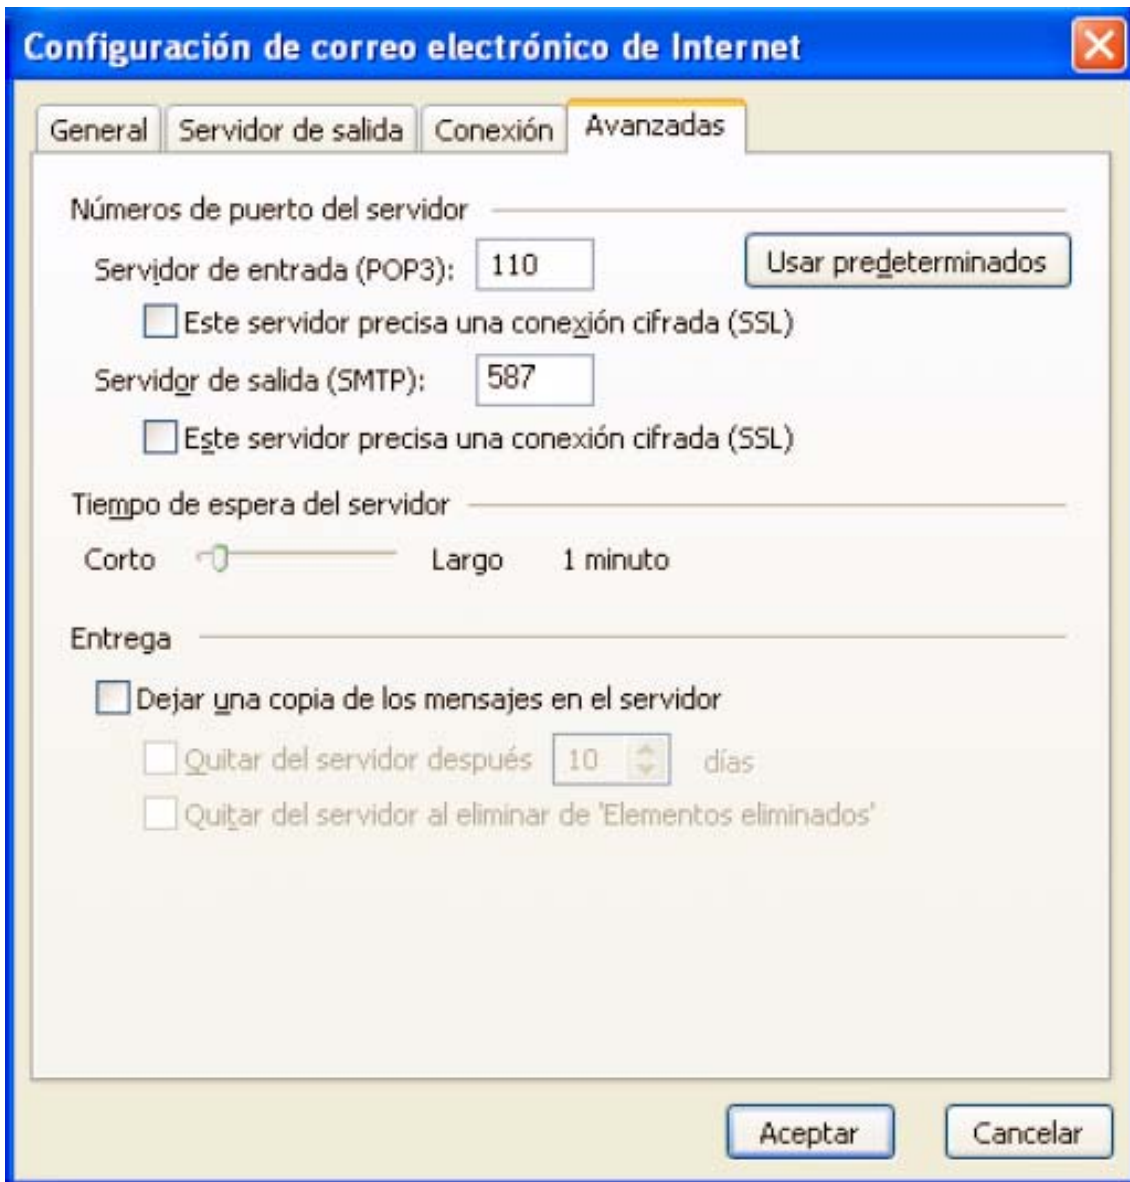 Configuración de correo electrónico de Internet
General Servidor de salida Conexión Avanzadas
Números de puerto del servidor
Servidor de entrada (POP3): 110 Usar predeterminados
Este servidor precisa una conexión cifrada (SSL)
Servidor de salida (SMTP): 587
Este servidor precisa una conexión cifrada (SSL)
Tiempo de espera del servidor
Corto Largo 1 minuto
Entrega
Dejar una copia de los mensajes en el servidor
Quitar del servidor después 10 días
Quitar del servidor al eliminar de 'Elementos eliminados'
Aceptar Cancelar